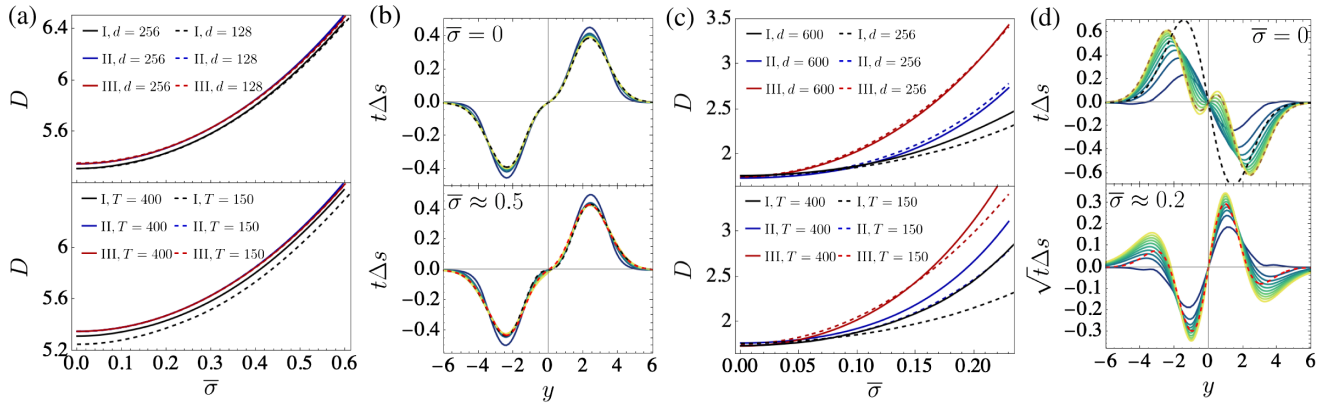 (a)
6.5
6
5.6
D
I, d = 256
I, d = 128
II, d = 256
II, d = 128
III, d = 256
III, d = 128
6
5.6
5.2
D
I, T = 400
I, T = 150
II, T = 400
II, T = 150
III, T = 400
III, T = 150
0.0 0.1 0.2 0.3 0.4 0.5 0.6
σ̅
(b)
σ̅ = 0
0.4
0.2
0.0
−0.2
−0.4
tΔs
σ̅ ≈ 0.5
0.4
0.2
0.0
−0.2
−0.4
tΔs
−6 −4 −2 0 2 4 6
y
(c)
3.5
3
2.5
2
D
I, d = 600
I, d = 256
II, d = 600
II, d = 256
III, d = 600
III, d = 256
3
2.5
2
D
I, T = 400
I, T = 150
II, T = 400
II, T = 150
III, T = 400
III, T = 150
0.00 0.05 0.10 0.15 0.20
σ̅
(d)
σ̅ = 0
0.6
0.4
0.2
0.0
−0.2
−0.4
−0.6
tΔs
σ̅ ≈ 0.2
0.3
0.2
0.1
0.0
−0.1
−0.2
−0.3
√tΔs
−6 −4 −2 0 2 4 6
y